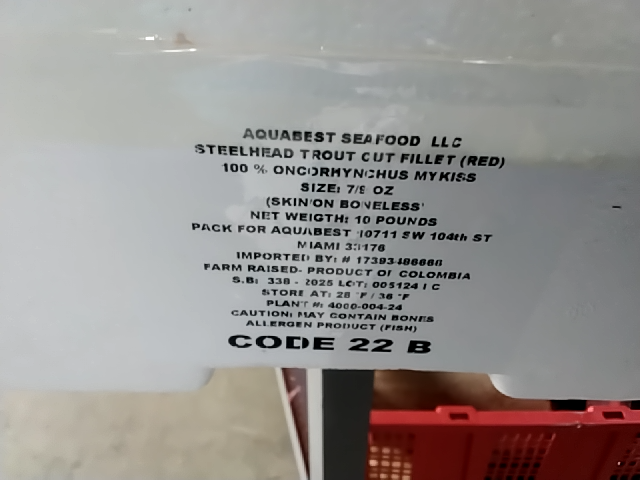 AQUABEST SEAFOOD LLC
STEELHEAD TROUT CUT FILLET (RED)
100 % ONCORHYNCHUS MYKISS
SIZE: 7/9 OZ
(SKIN/ON BONELESS)
NET WEIGTH: 10 POUNDS
PACK FOR AQUABEST 10711 SW 104th ST
MIAMI 33176
IMPORTED BY: #
FARM RAISED- PRODUCT OF COLOMBIA
S.B: 338 - 2025 LOT: 005124
STORE AT: 28 °F / 36 °F
PLANT #: 4000-004-24
CAUTION: MAY CONTAIN BONES
ALLERGEN PRODUCT (FISH)
CODE 22 B